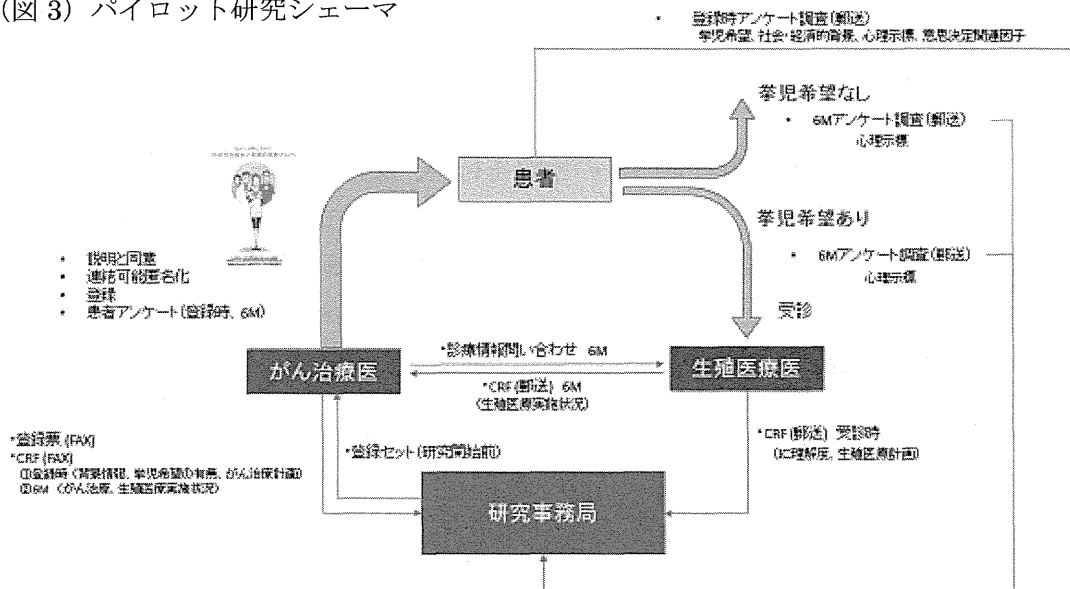 (図 3) パイロット研究シェーマ
・ 登録時アンケート調査(郵送)
挙児希望、社会・経済的背景、心理示標、意思決定関連因子
挙児希望なし
・ 6Mアンケート調査(郵送)
心理示標
患者
挙児希望あり
・ 6Mアンケート調査(郵送)
心理示標
受診
・ 説明と同意
・ 連結可能匿名化
・ 登録
・ 患者アンケート(登録時、6M)
がん治療医
*診療情報問い合わせ 6M
*CRF(郵送) 6M
(生殖医療実施状況)
生殖医療医
*登録票(FAX)
*CRF(FAX)
①登録時(背景情報、挙児希望の有無、がん治療計画)
②6M (がん治療、生殖医療実施状況)
*登録セット(研究開始前)
*CRF(郵送) 受診時
(IC理解度、生殖医療計画)
研究事務局